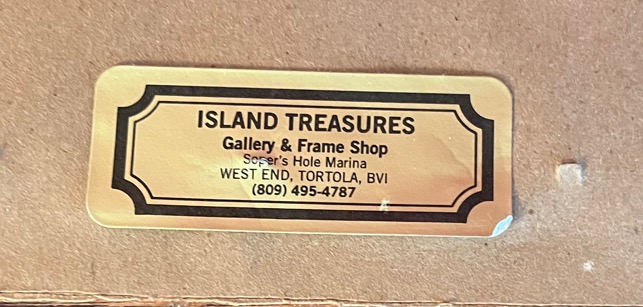 ISLAND TREASURES
Gallery & Frame Shop
Soper's Hole Marina
WEST END, TORTOLA, BVI
(809) 495-4787